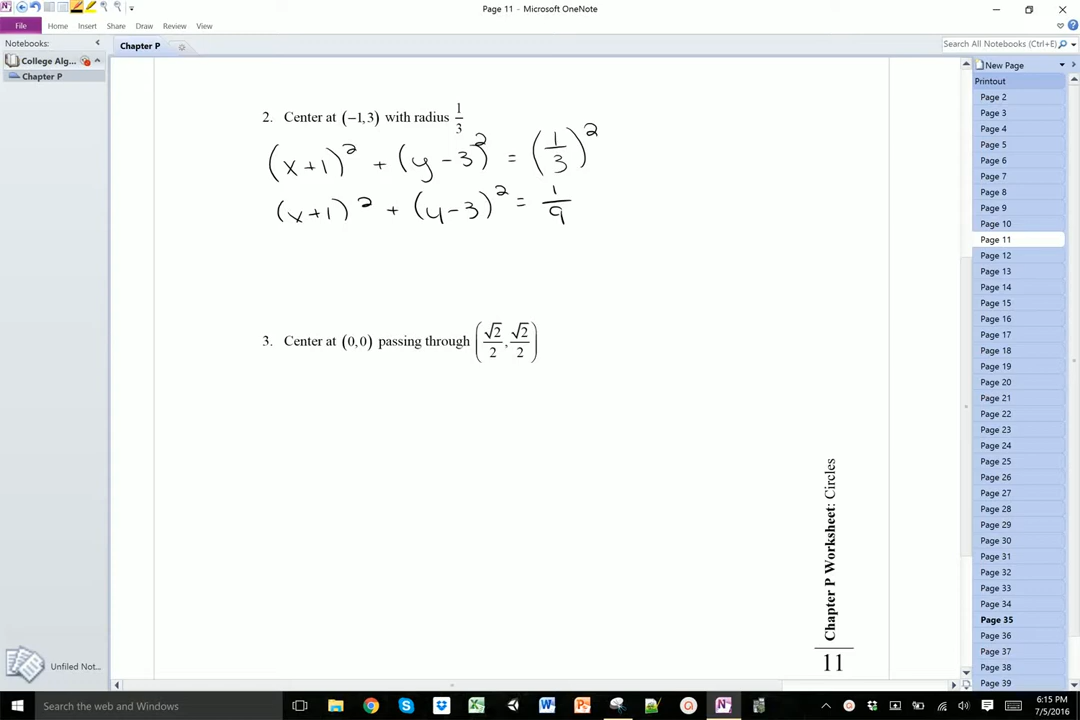 Page 11 - Microsoft OneNote
File Home Insert Share Draw Review View
Notebooks:
Chapter P
Search All Notebooks (Ctrl+E)
College Alg...
Chapter P
New Page
Printout
Page 2
Page 3
Page 4
Page 5
Page 6
Page 7
Page 8
Page 9
Page 10
Page 11
Page 12
Page 13
Page 14
Page 15
Page 16
Page 17
Page 18
Page 19
Page 20
Page 21
Page 22
Page 23
Page 24
Page 25
Page 26
Page 27
Page 28
Page 29
Page 30
Page 31
Page 32
Page 33
Page 34
Page 35
Page 36
Page 37
Page 38
Page 39
2. Center at (−1,3) with radius 1/3
(x+1)² + (y−3)² = (1/3)²
(x+1)² + (y−3)² = 1/9
3. Center at (0,0) passing through (√2/2, √2/2)
Chapter P Worksheet: Circles
11
Unfiled Not...
Search the web and Windows
6:15 PM
7/5/2016